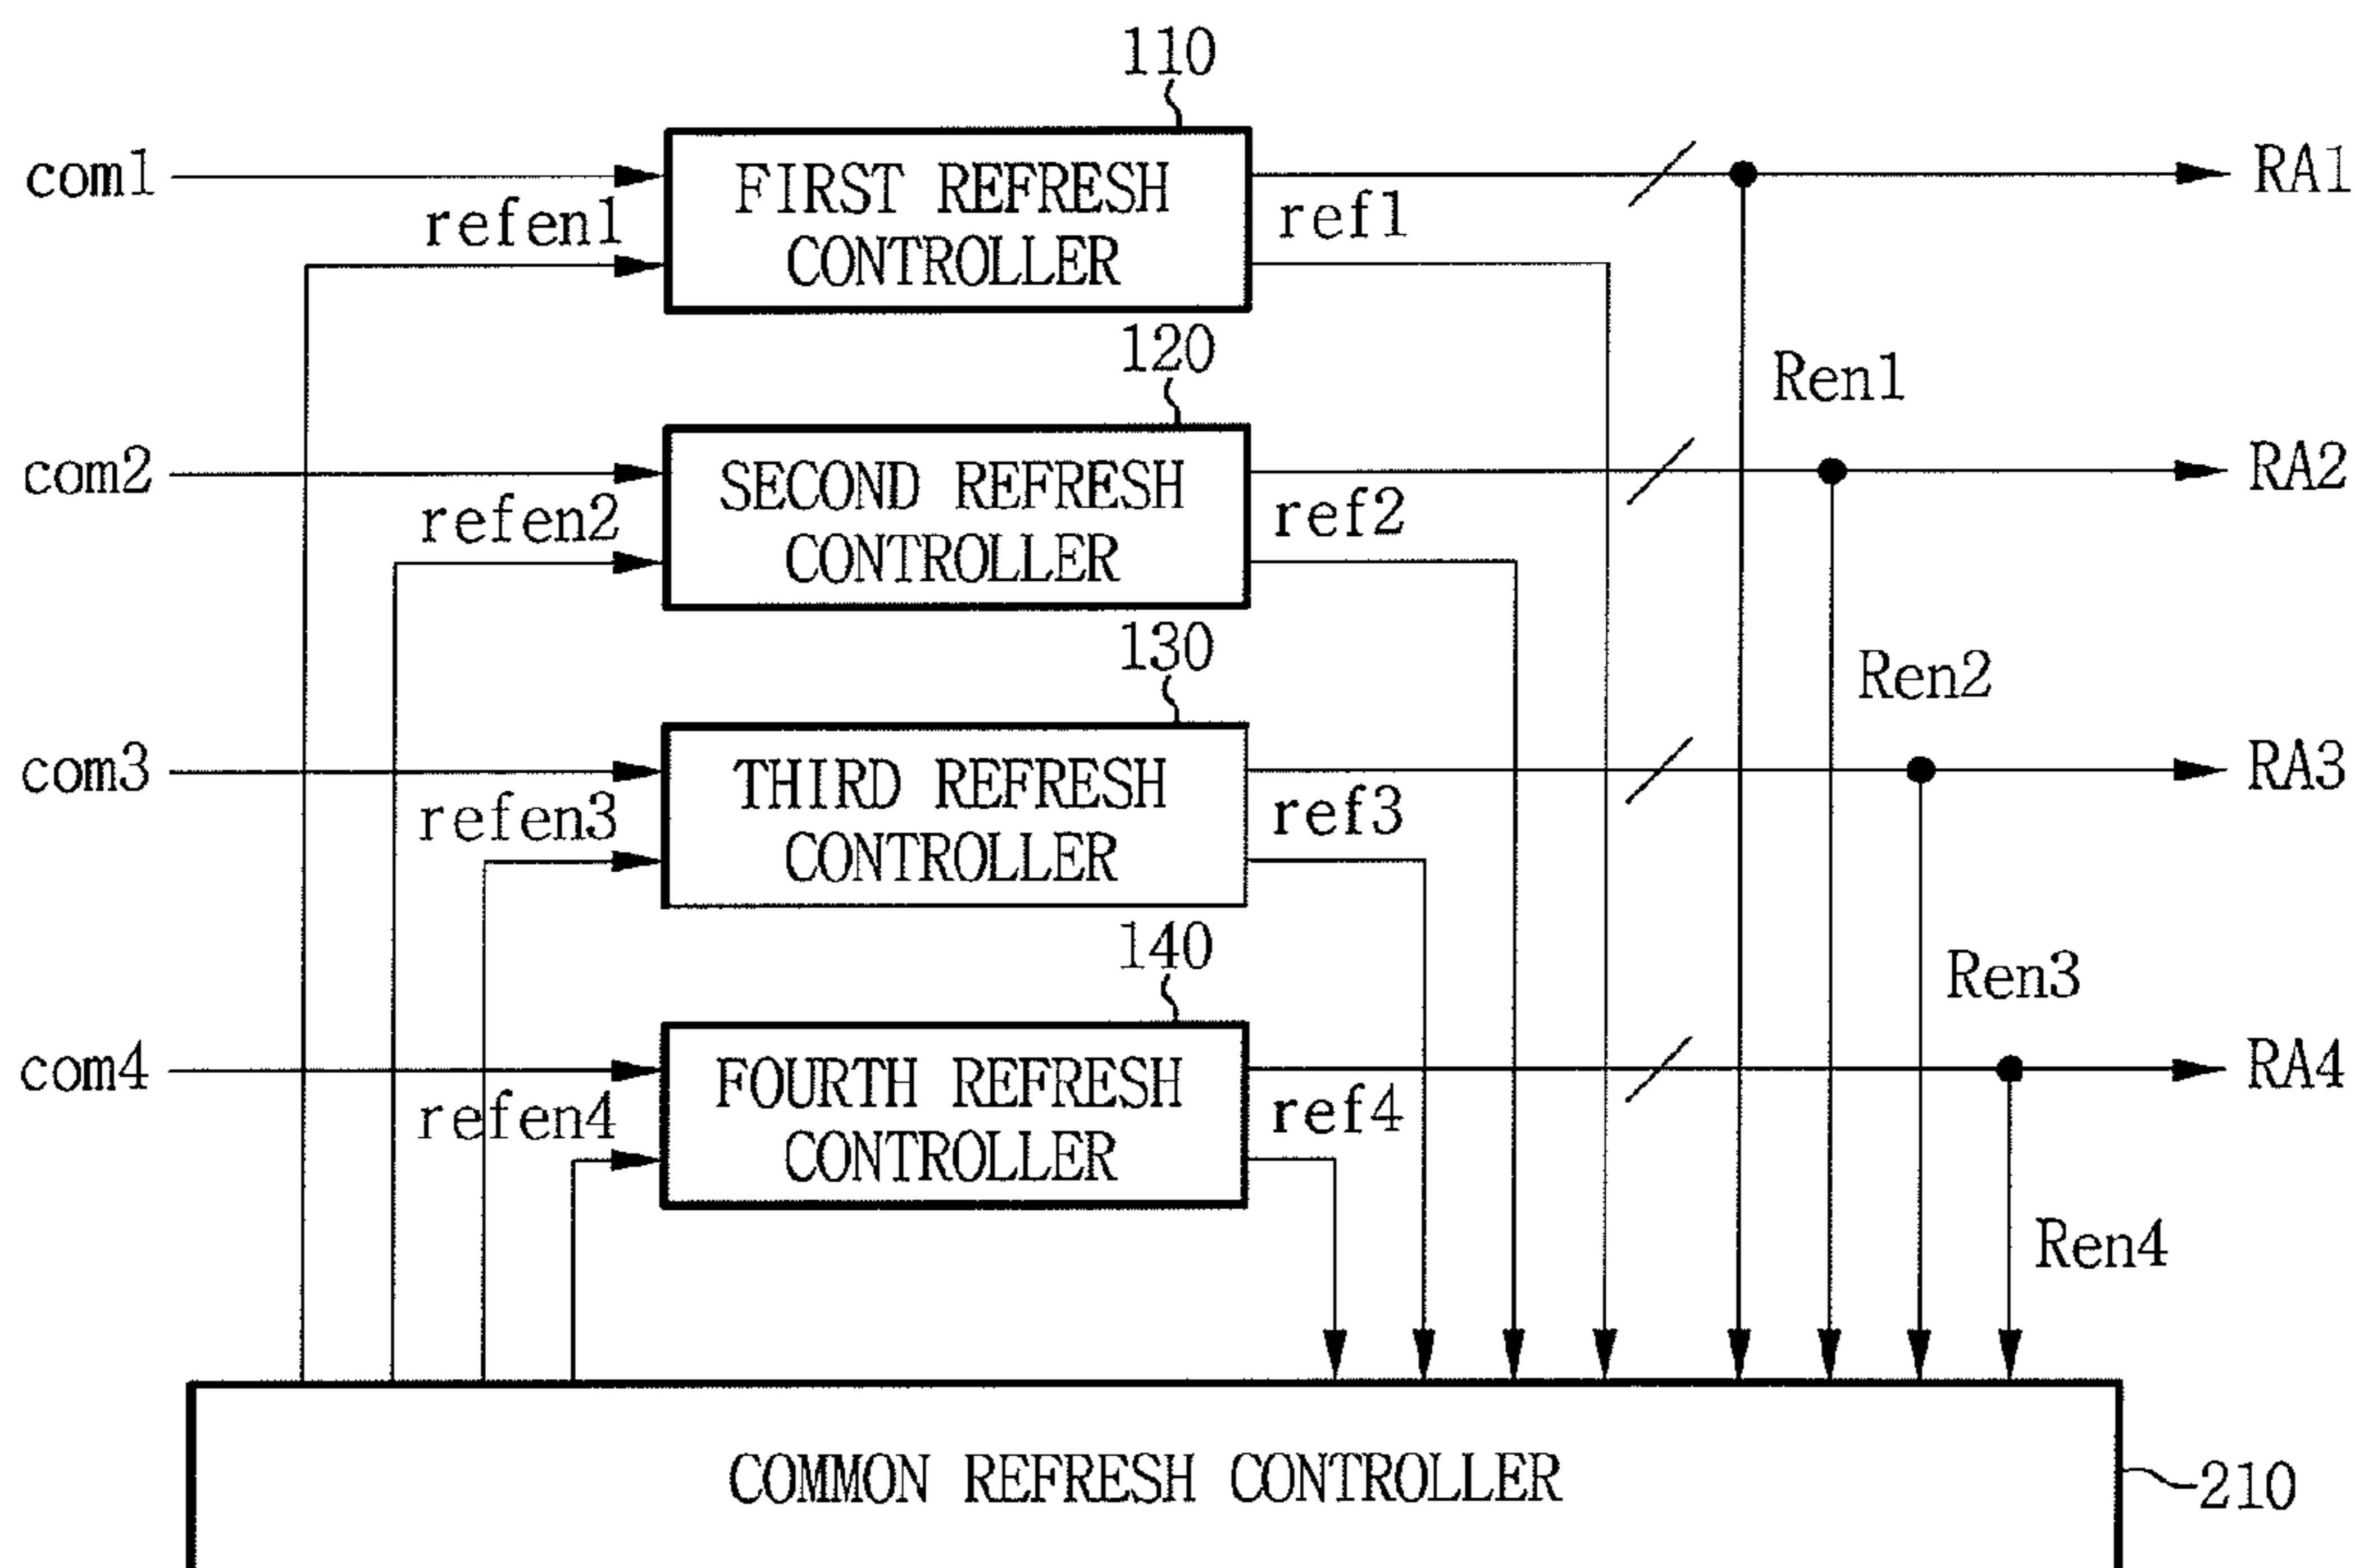 110
com1
refen1
FIRST REFRESH
CONTROLLER
ref1
RA1
120
Ren1
com2
refen2
SECOND REFRESH
CONTROLLER
ref2
RA2
130
Ren2
com3
refen3
THIRD REFRESH
CONTROLLER
ref3
RA3
140
Ren3
com4
refen4
FOURTH REFRESH
CONTROLLER
ref4
RA4
Ren4
COMMON REFRESH CONTROLLER
210